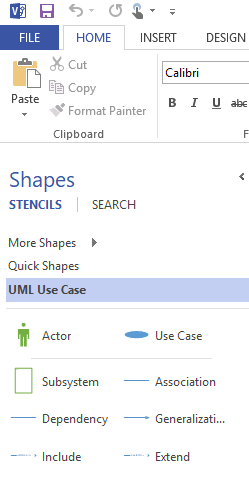 FILE HOME INSERT DESIGN
Paste
Cut
Copy
Format Painter
Calibri
B I U abc
Clipboard F
Shapes
STENCILS SEARCH
More Shapes
Quick Shapes
UML Use Case
Actor Use Case
Subsystem Association
Dependency Generalizati...
Include Extend